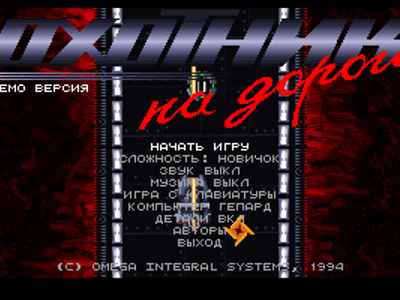 ОХОТНИК
на дорог
ЕМО ВЕРСИЯ
НАЧАТЬ ИГРУ
СЛОЖНОСТЬ: НОВИЧОК
ЗВУК ВЫКЛ
МУЗЫКА ВЫКЛ
ИГРА С КЛАВИАТУРЫ
КОМПЬЮТЕР ГЕПАРД
ДЕТАЛИ ВКЛ
АВТОРЫ
ВЫХОД
(C) OMEGA INTEGRAL SYSTEMS, 1994